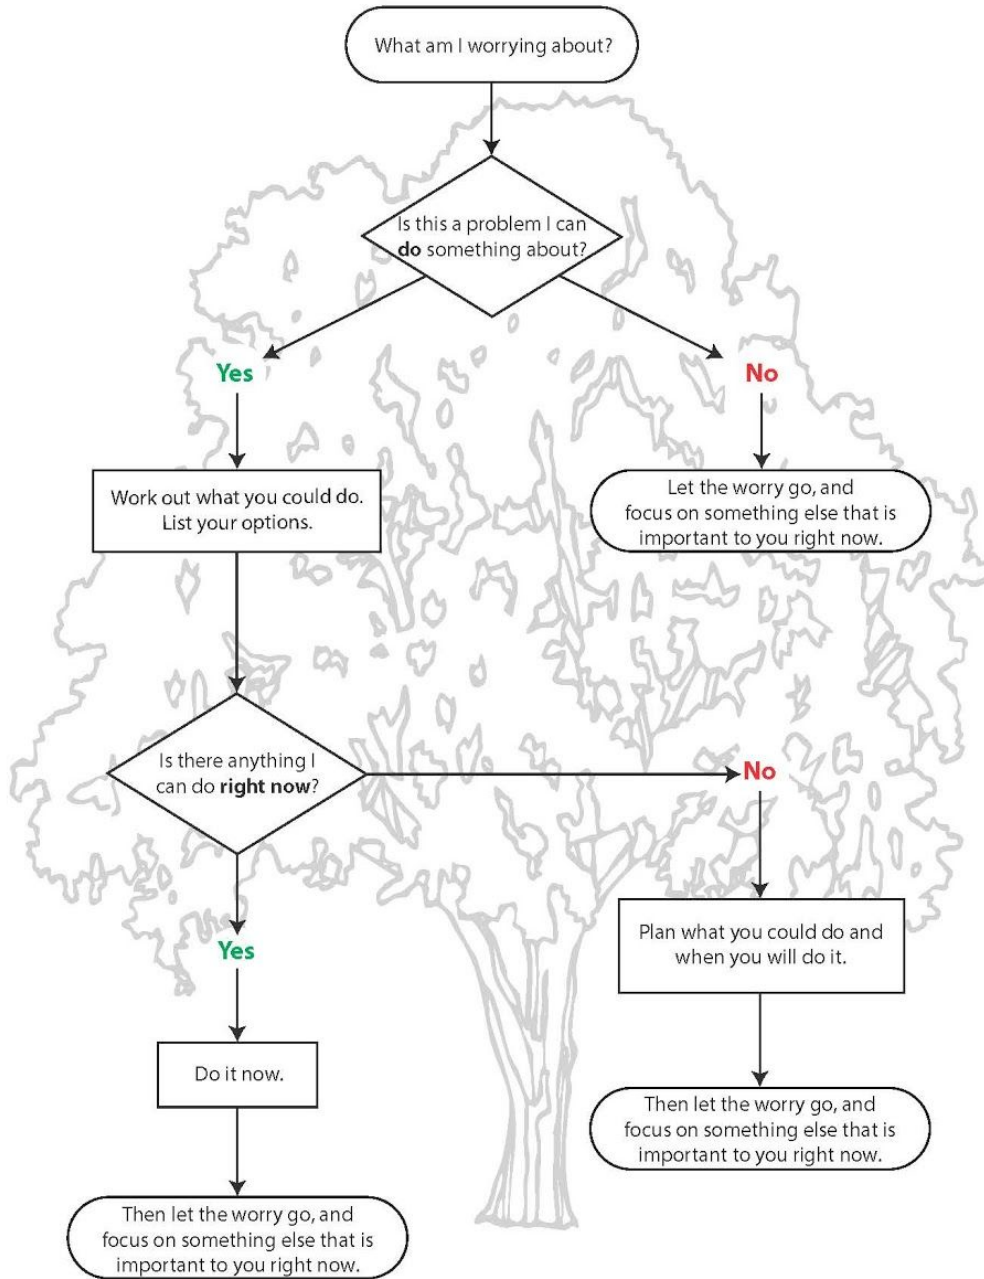 What am I worrying about?
Is this a problem I can
do something about?
Yes
No
Work out what you could do.
List your options.
Let the worry go, and
focus on something else that is
important to you right now.
Is there anything I
can do right now?
No
Yes
Plan what you could do and
when you will do it.
Do it now.
Then let the worry go, and
focus on something else that is
important to you right now.
Then let the worry go, and
focus on something else that is
important to you right now.